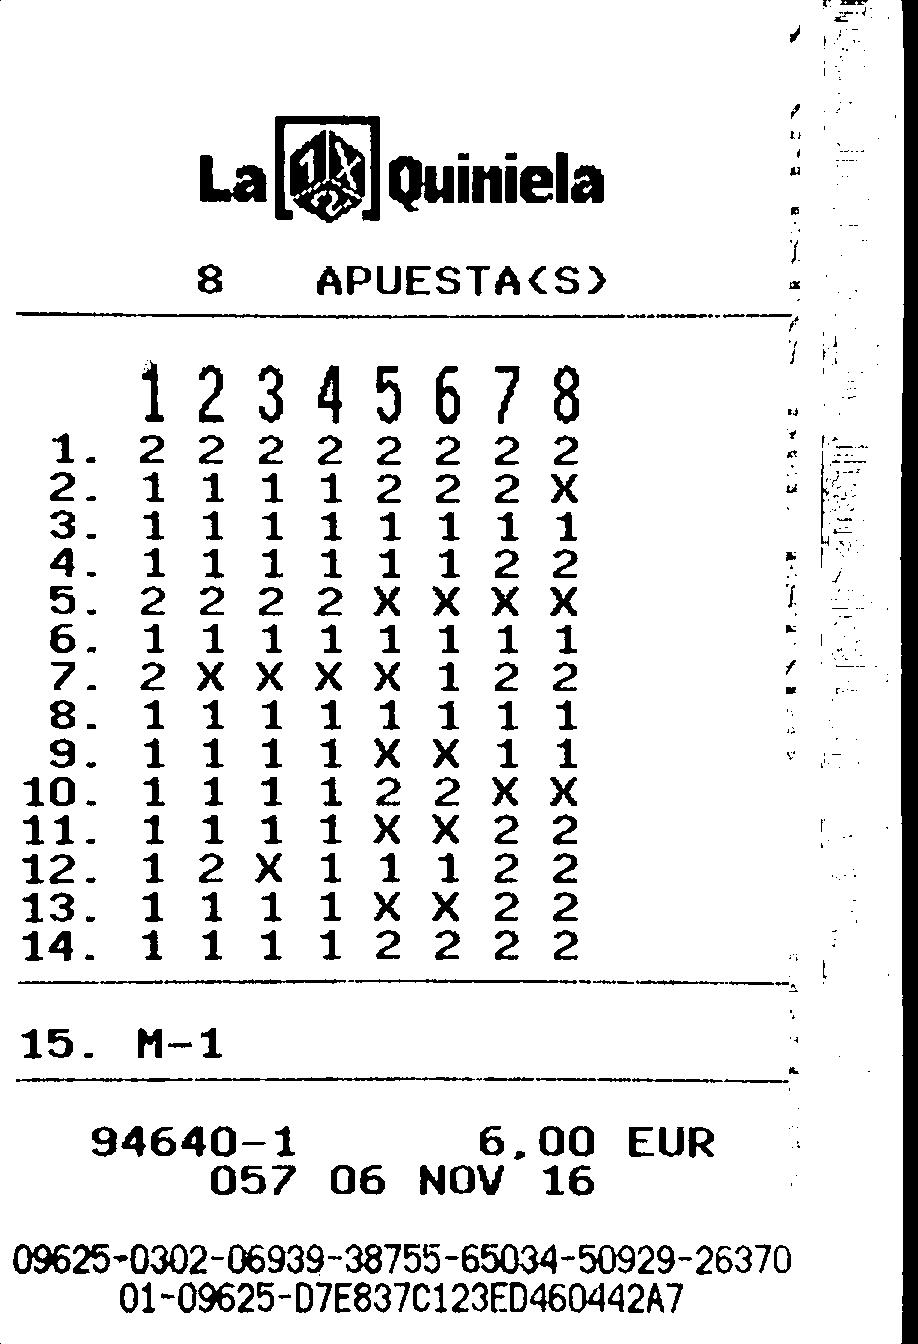 La 1X2 Quiniela
8 APUESTA(S)
1 2 3 4 5 6 7 8
1. 2 2 2 2 2 2 2 2
2. 1 1 1 1 2 2 2 X
3. 1 1 1 1 1 1 1 1
4. 1 1 1 1 1 1 2 2
5. 2 2 2 2 X X X X
6. 1 1 1 1 1 1 1 1
7. 2 X X X X 1 2 2
8. 1 1 1 1 1 1 1 1
9. 1 1 1 1 X X 1 1
10. 1 1 1 1 2 2 X X
11. 1 1 1 1 X X 2 2
12. 1 2 X 1 1 1 2 2
13. 1 1 1 1 X X 2 2
14. 1 1 1 1 2 2 2 2
15. M-1
94640-1 6,00 EUR
057 06 NOV 16
09625-0302-06939-38755-65034-50929-26370
01-09625-D7E837C123ED460442A7